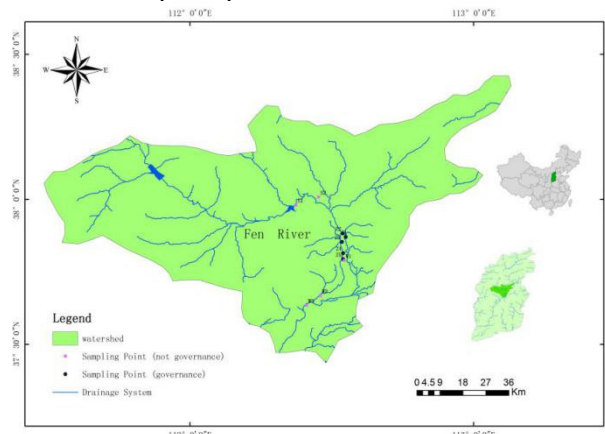 112° 0′0″E
113° 0′0″E
38° 30′0″N
38° 0′0″N
37° 30′0″N
N
W
E
S
Fen River
Legend
watershed
Sampling Point (not governance)
Sampling Point (governance)
Drainage System
0 4.5 9 18 27 36
Km